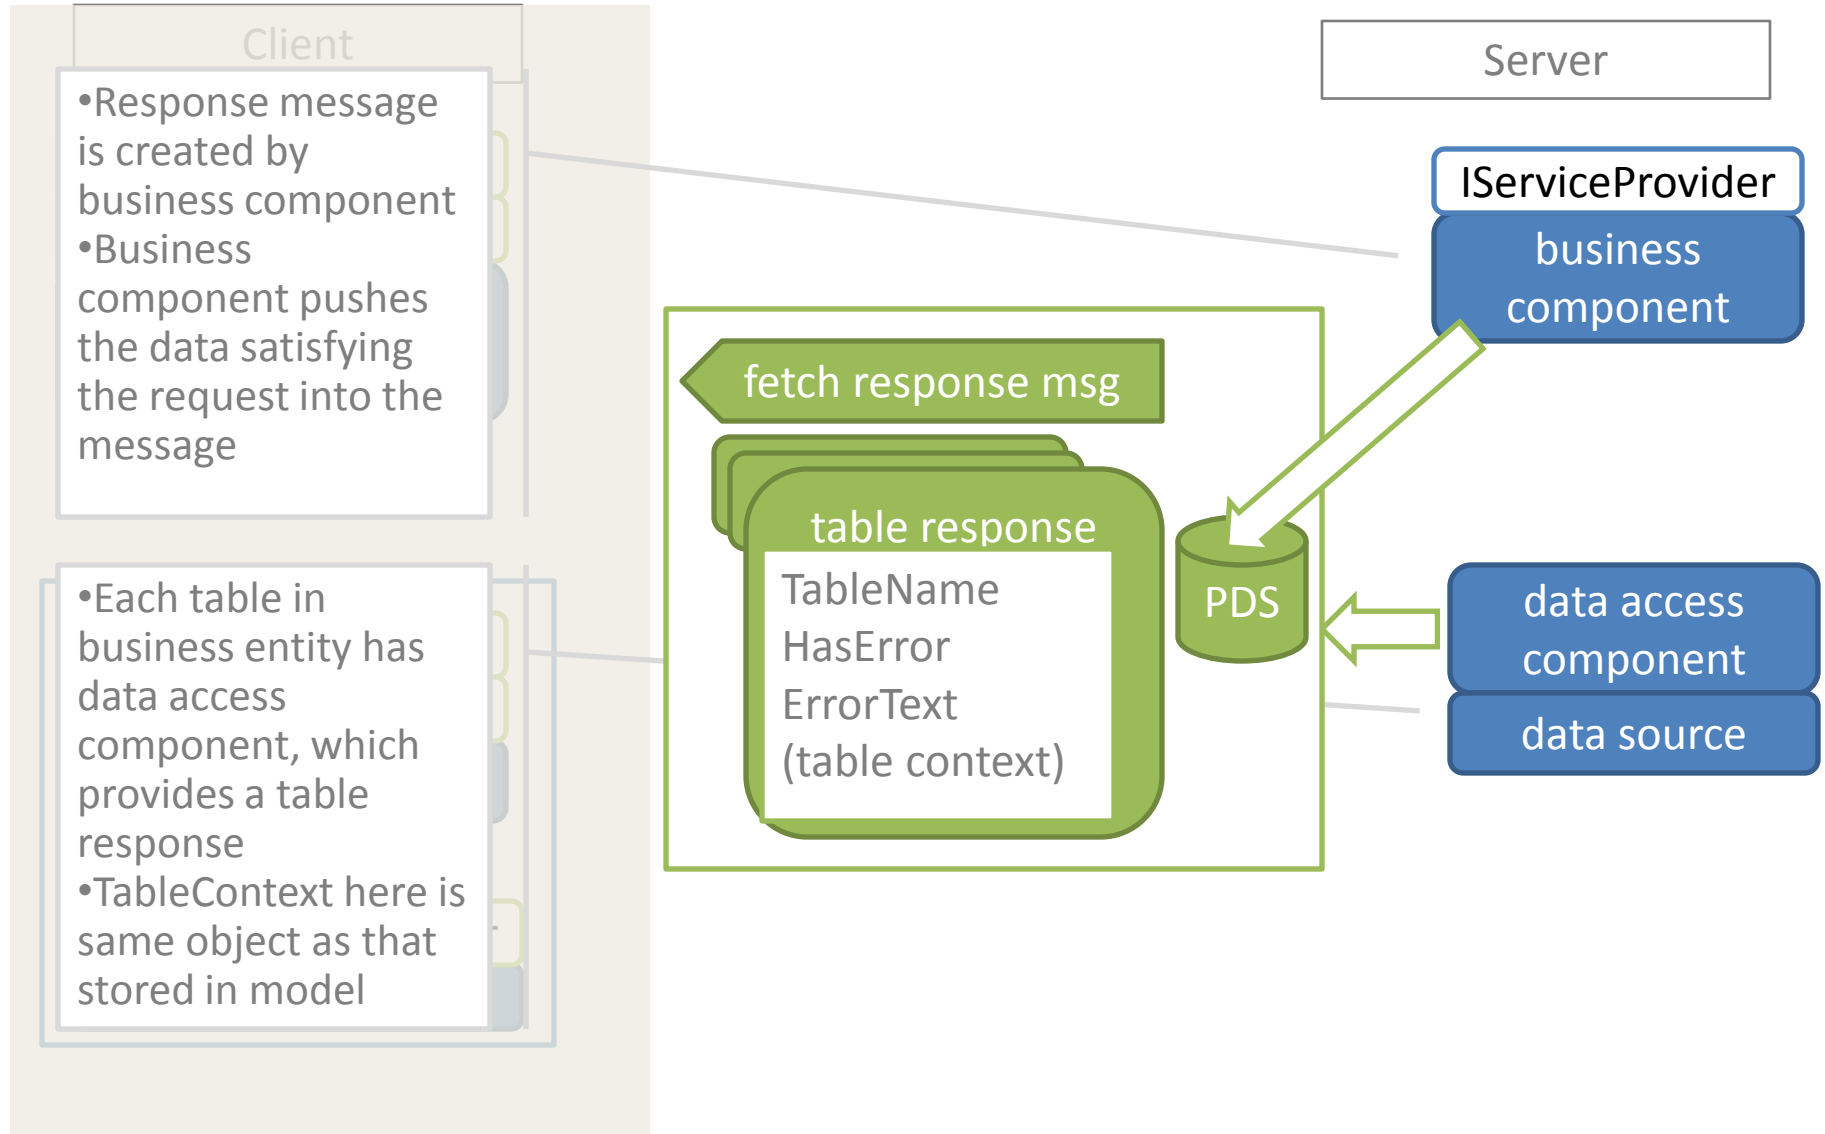 Client
•Response message
is created by
business component
•Business
component pushes
the data satisfying
the request into the
message
•Each table in
business entity has
data access
component, which
provides a table
response
•TableContext here is
same object as that
stored in model
fetch response msg
table response
TableName
HasError
ErrorText
(table context)
PDS
Server
IServiceProvider
business
component
data access
component
data source